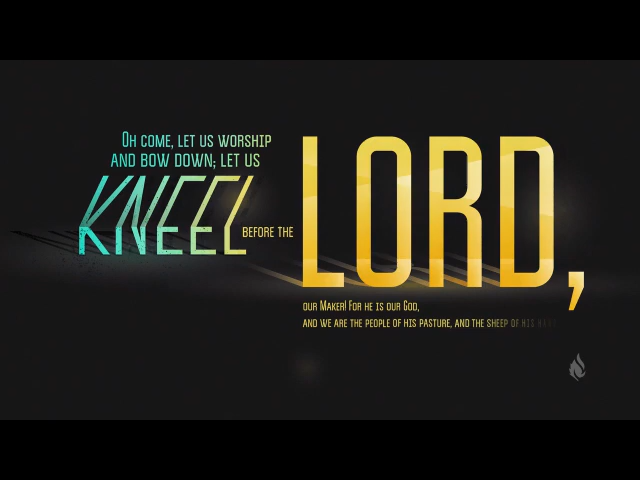 Oh come, let us worship
and bow down; let us
KNEEL
before the
LORD,
our Maker! For he is our God,
and we are the people of his pasture, and the sheep of his